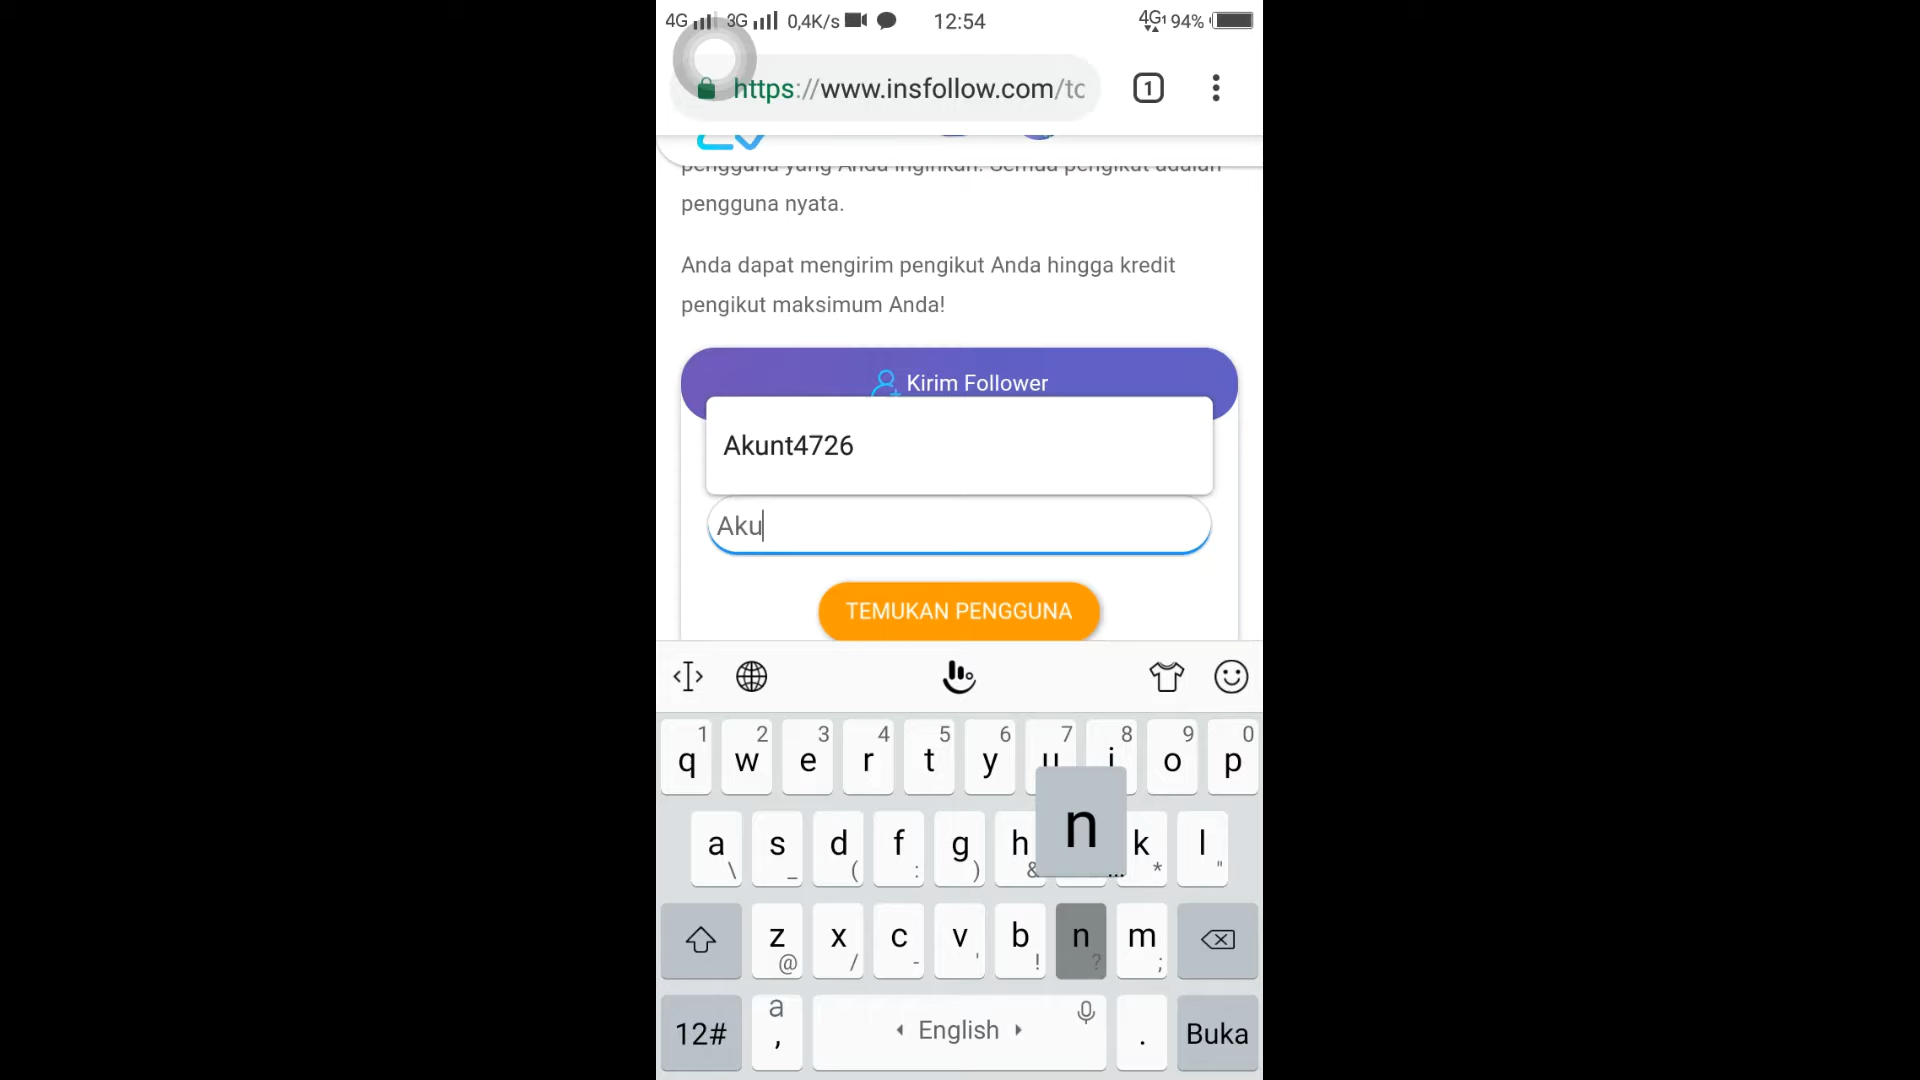 4G 3G 0,4K/s 12:54 4G1 94%
https://www.insfollow.com/tc 1
pengguna yang Anda inginkan. Semua pengikut adalah
pengguna nyata.
Anda dapat mengirim pengikut Anda hingga kredit
pengikut maksimum Anda!
Kirim Follower
Akunt4726
Aku
TEMUKAN PENGGUNA
1 2 3 4 5 6 7 8 9 0
q w e r t y u i o p
n
a s d f g h k l
\ _ ( : ) & ... * "
z x c v b n m
@ / - ' ! ? ;
12# a , English . Buka